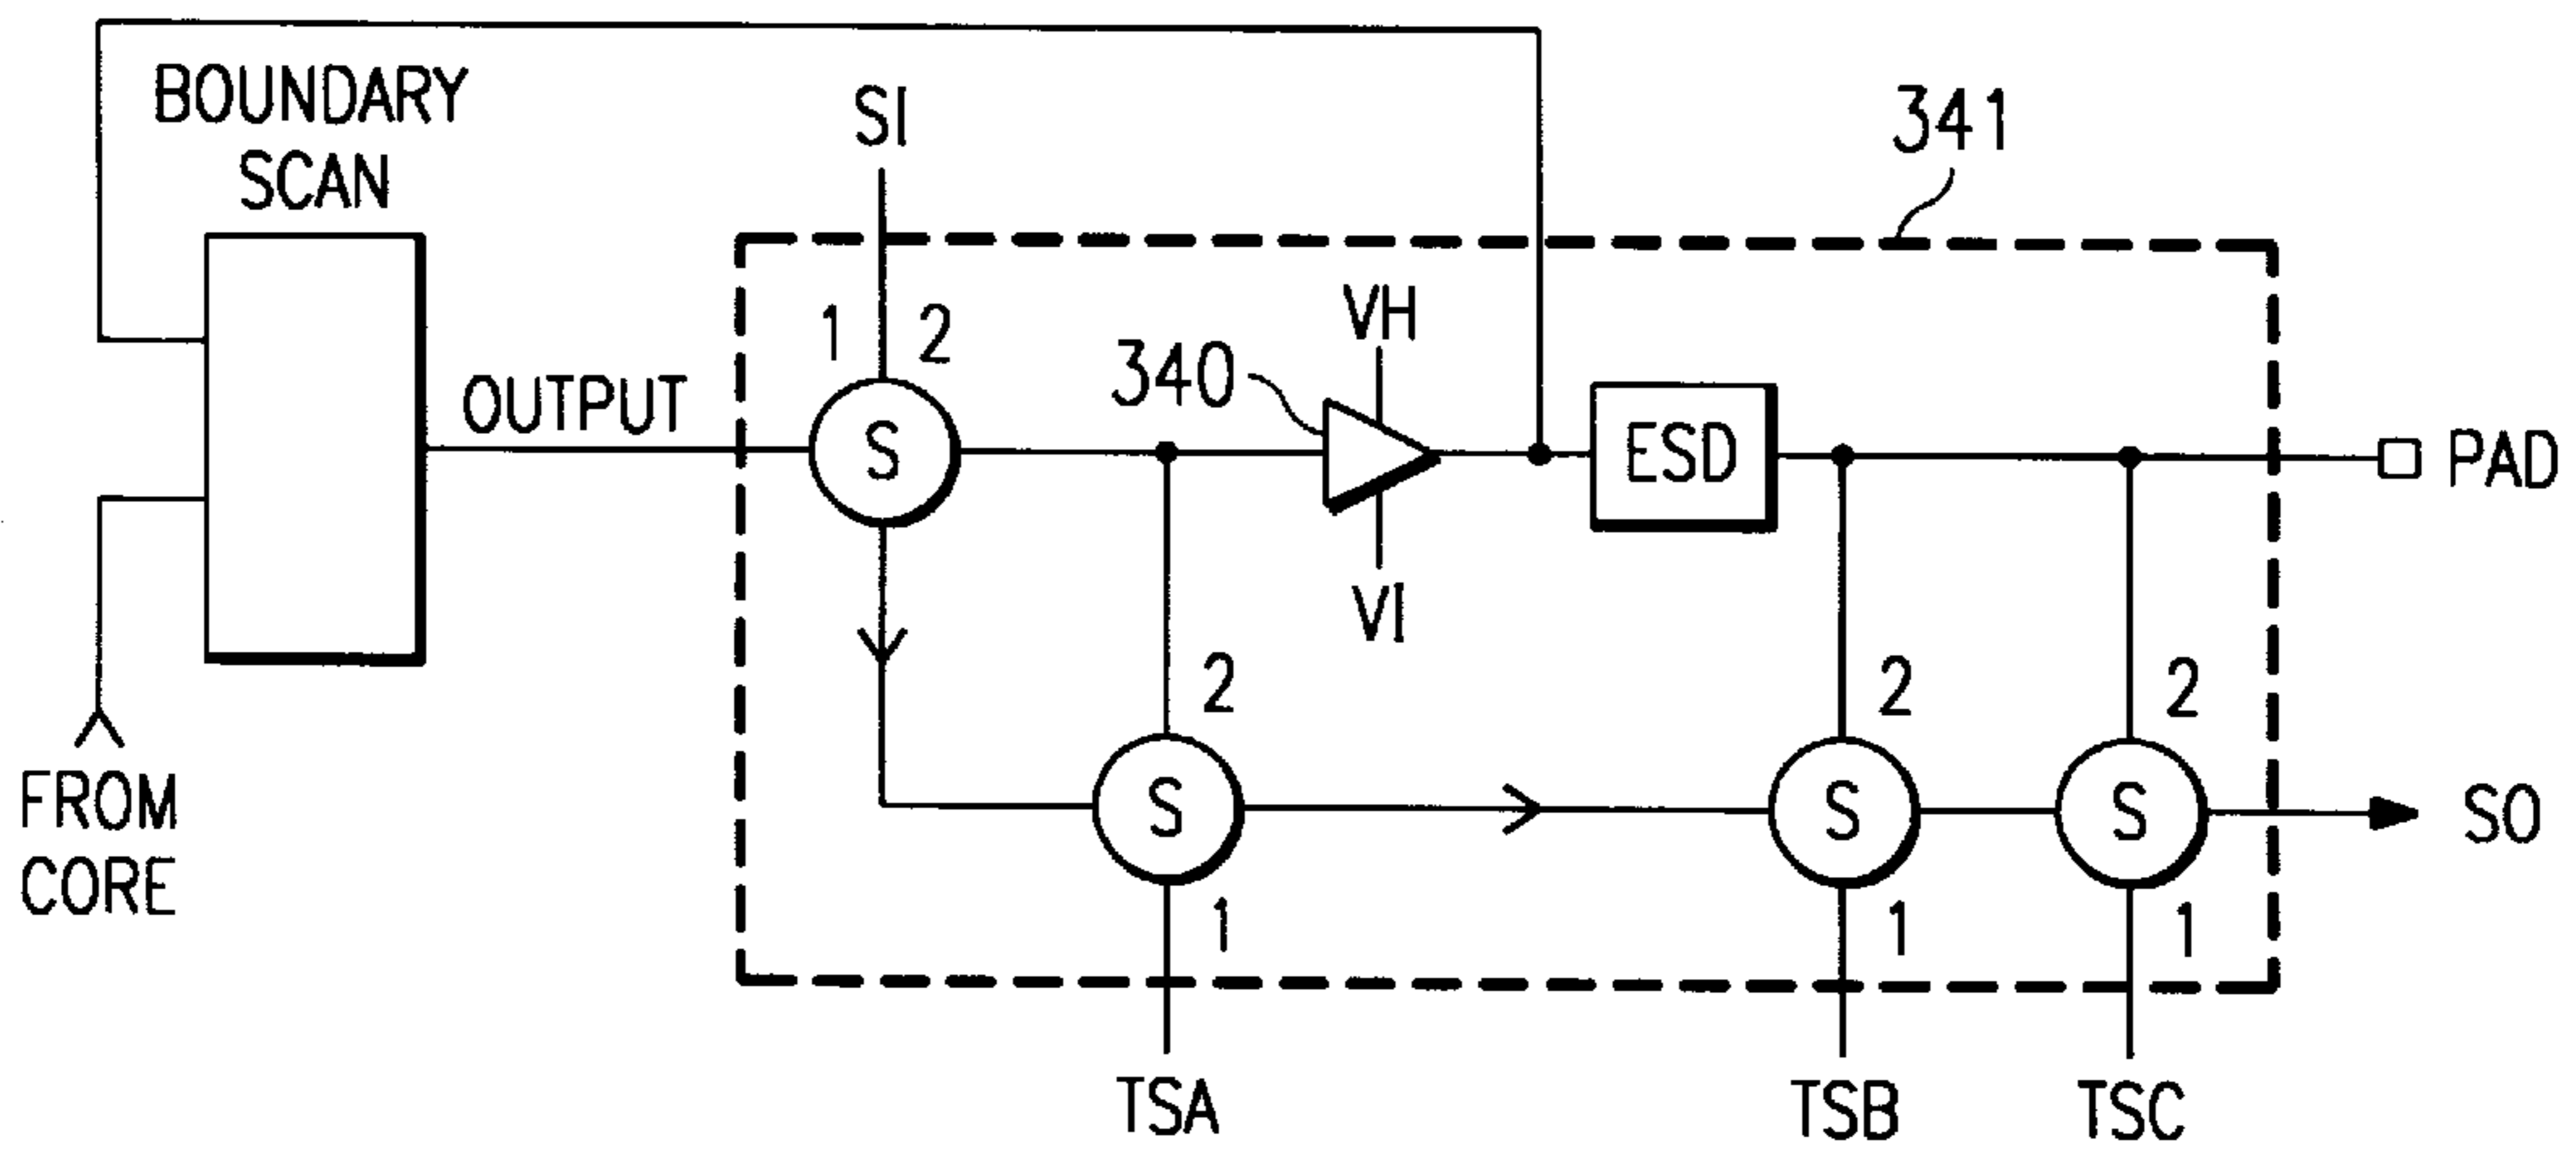 BOUNDARY
SCAN
SI
341
1 2
VH
340
OUTPUT
S
ESD
PAD
VI
2
2
2
FROM
CORE
S
S
S
SO
1
1
1
TSA
TSB
TSC